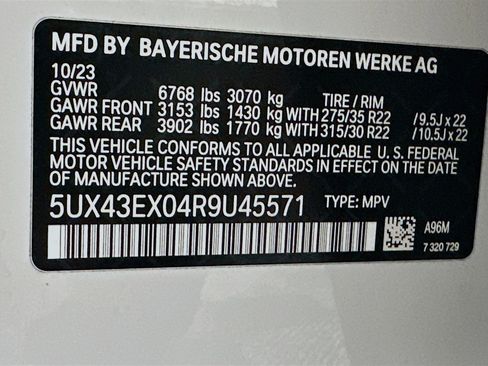 MFD BY BAYERISCHE MOTOREN WERKE AG
10/23
GVWR 6768 lbs 3070 kg TIRE / RIM
GAWR FRONT 3153 lbs 1430 kg WITH 275/35 R22 / 9.5J x 22
GAWR REAR 3902 lbs 1770 kg WITH 315/30 R22 / 10.5J x 22
THIS VEHICLE CONFORMS TO ALL APPLICABLE U. S. FEDERAL
MOTOR VEHICLE SAFETY STANDARDS IN EFFECT ON THE DATE
OF MANUFACTURE SHOWN ABOVE.
5UX43EX04R9U45571 TYPE: MPV
A96M
7 320 729